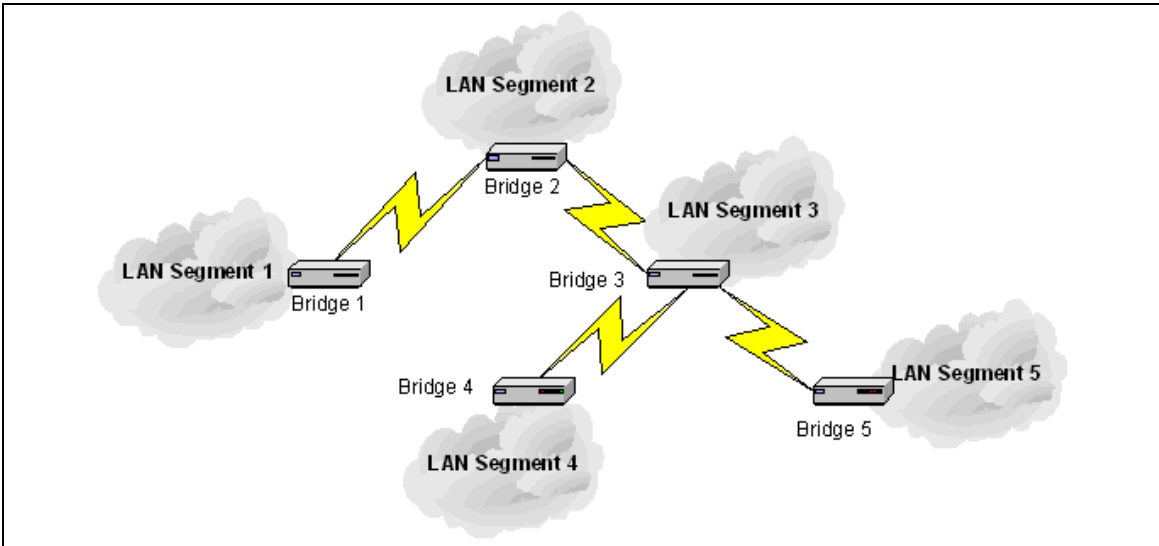 LAN Segment 2
Bridge 2
LAN Segment 3
LAN Segment 1
Bridge 3
Bridge 1
LAN Segment 5
Bridge 4
Bridge 5
LAN Segment 4